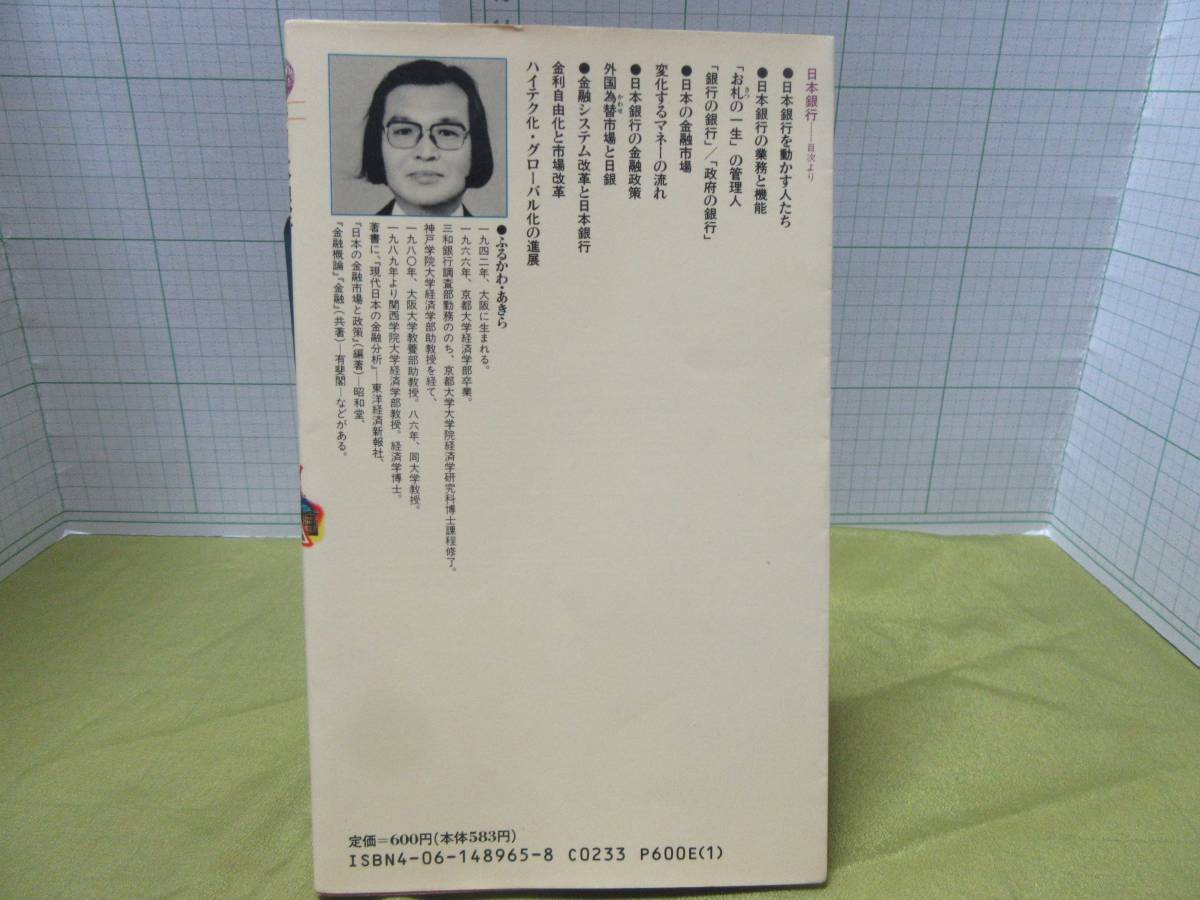 日本銀行——目次より
●日本銀行を動かす人たち
●日本銀行の業務と機能
「お札の一生」の管理人
さつ
「銀行の銀行」/「政府の銀行」
●日本の金融市場
変化するマネーの流れ
●日本銀行の金融政策
外国為替市場と日銀
かわせ
●金融システム改革と日本銀行
金利自由化と市場改革
ハイテク化・グローバル化の進展
●ふるかわ・あきら
一九四二年、大阪に生まれる。
一九六六年、京都大学経済学部卒業。
三和銀行調査部勤務ののち、京都大学大学院経済学研究科博士課程修了。
神戸学院大学経済学部助教授を経て、
一九八〇年、大阪大学教養部助教授。八六年、同大学教授。
一九八九年より関西学院大学経済学部教授。経済学博士。
著書に、『現代日本の金融分析』—東洋経済新報社、
『日本の金融市場と政策』(編著)—昭和堂、
『金融概論』『金融』(共著)—有斐閣—などがある。
定価=600円(本体583円)
ISBN4-06-148965-8 C0233 P600E(1)